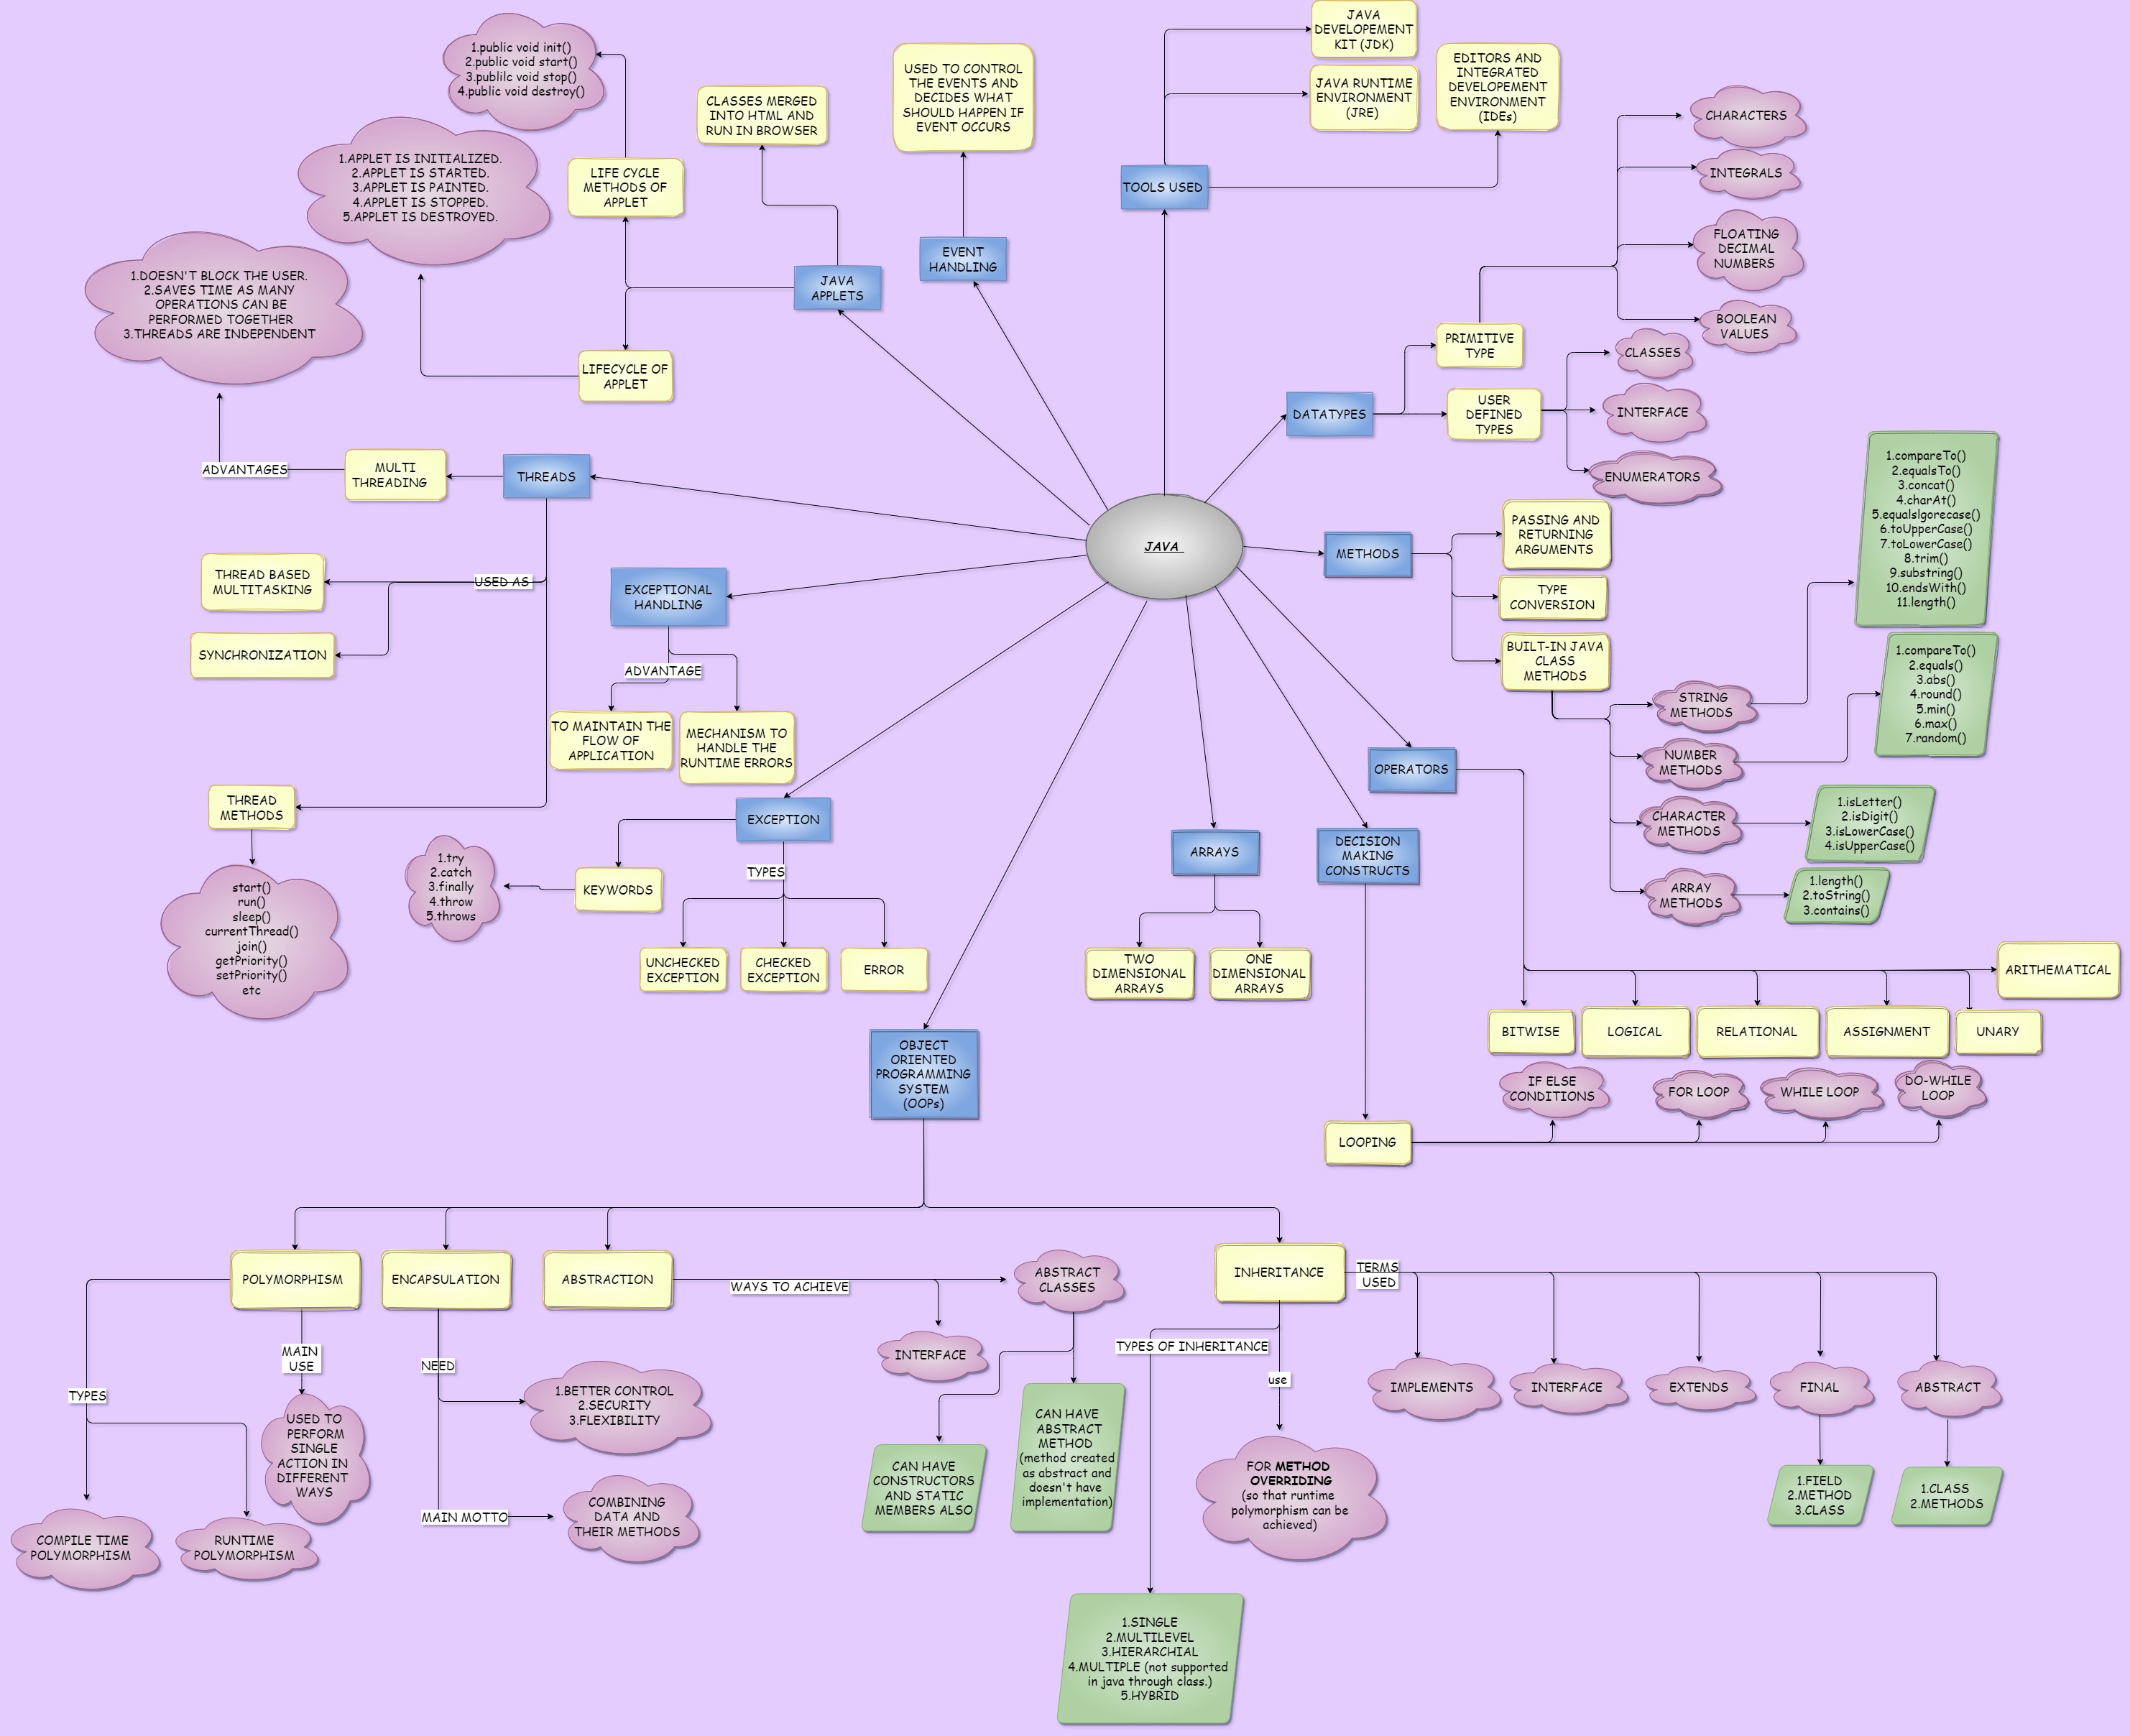 JAVA
DEVELOPEMENT
KIT (JDK)
JAVA RUNTIME
ENVIRONMENT
(JRE)
EDITORS AND
INTEGRATED
DEVELOPEMENT
ENVIRONMENT
(IDEs)
TOOLS USED
USED TO CONTROL
THE EVENTS AND
DECIDES WHAT
SHOULD HAPPEN IF
EVENT OCCURS
EVENT
HANDLING
CLASSES MERGED
INTO HTML AND
RUN IN BROWSER
JAVA
APPLETS
1.public void init()
2.public void start()
3.publilc void stop()
4.public void destroy()
LIFE CYCLE
METHODS OF
APPLET
1.APPLET IS INITIALIZED.
2.APPLET IS STARTED.
3.APPLET IS PAINTED.
4.APPLET IS STOPPED.
5.APPLET IS DESTROYED.
LIFECYCLE OF
APPLET
1.DOESN'T BLOCK THE USER.
2.SAVES TIME AS MANY
OPERATIONS CAN BE
PERFORMED TOGETHER
3.THREADS ARE INDEPENDENT
ADVANTAGES
MULTI
THREADING
THREADS
USED AS
THREAD BASED
MULTITASKING
SYNCHRONIZATION
THREAD
METHODS
start()
run()
sleep()
currentThread()
join()
getPriority()
setPriority()
etc
CHARACTERS
INTEGRALS
FLOATING
DECIMAL
NUMBERS
BOOLEAN
VALUES
PRIMITIVE
TYPE
CLASSES
INTERFACE
ENUMERATORS
DATATYPES
USER
DEFINED
TYPES
JAVA
METHODS
PASSING AND
RETURNING
ARGUMENTS
TYPE
CONVERSION
BUILT-IN JAVA
CLASS
METHODS
STRING
METHODS
NUMBER
METHODS
CHARACTER
METHODS
ARRAY
METHODS
1.compareTo()
2.equalsTo()
3.concat()
4.charAt()
5.equalsIgorecase()
6.toUpperCase()
7.toLowerCase()
8.trim()
9.substring()
10.endsWith()
11.length()
1.compareTo()
2.equals()
3.abs()
4.round()
5.min()
6.max()
7.random()
1.isLetter()
2.isDigit()
3.isLowerCase()
4.isUpperCase()
1.length()
2.toString()
3.contains()
EXCEPTIONAL
HANDLING
ADVANTAGE
TO MAINTAIN THE
FLOW OF
APPLICATION
MECHANISM TO
HANDLE THE
RUNTIME ERRORS
EXCEPTION
KEYWORDS
1.try
2.catch
3.finally
4.throw
5.throws
TYPES
UNCHECKED
EXCEPTION
CHECKED
EXCEPTION
ERROR
ARRAYS
TWO
DIMENSIONAL
ARRAYS
ONE
DIMENSIONAL
ARRAYS
DECISION
MAKING
CONSTRUCTS
OPERATORS
ARITHEMATICAL
BITWISE
LOGICAL
RELATIONAL
ASSIGNMENT
UNARY
IF ELSE
CONDITIONS
FOR LOOP
WHILE LOOP
DO-WHILE
LOOP
LOOPING
OBJECT
ORIENTED
PROGRAMMING
SYSTEM
(OOPs)
POLYMORPHISM
ENCAPSULATION
ABSTRACTION
INHERITANCE
TYPES
MAIN
USE
USED TO
PERFORM
SINGLE
ACTION IN
DIFFERENT
WAYS
COMPILE TIME
POLYMORPHISM
RUNTIME
POLYMORPHISM
NEED
1.BETTER CONTROL
2.SECURITY
3.FLEXIBILITY
MAIN MOTTO
COMBINING
DATA AND
THEIR METHODS
WAYS TO ACHIEVE
INTERFACE
ABSTRACT
CLASSES
CAN HAVE
CONSTRUCTORS
AND STATIC
MEMBERS ALSO
CAN HAVE
ABSTRACT
METHOD
(method created
as abstract and
doesn't have
implementation)
TYPES OF INHERITANCE
1.SINGLE
2.MULTILEVEL
3.HIERARCHIAL
4.MULTIPLE (not supported
in java through class.)
5.HYBRID
use
FOR METHOD
OVERRIDING
(so that runtime
polymorphism can be
achieved)
TERMS
USED
IMPLEMENTS
INTERFACE
EXTENDS
FINAL
ABSTRACT
1.FIELD
2.METHOD
3.CLASS
1.CLASS
2.METHODS